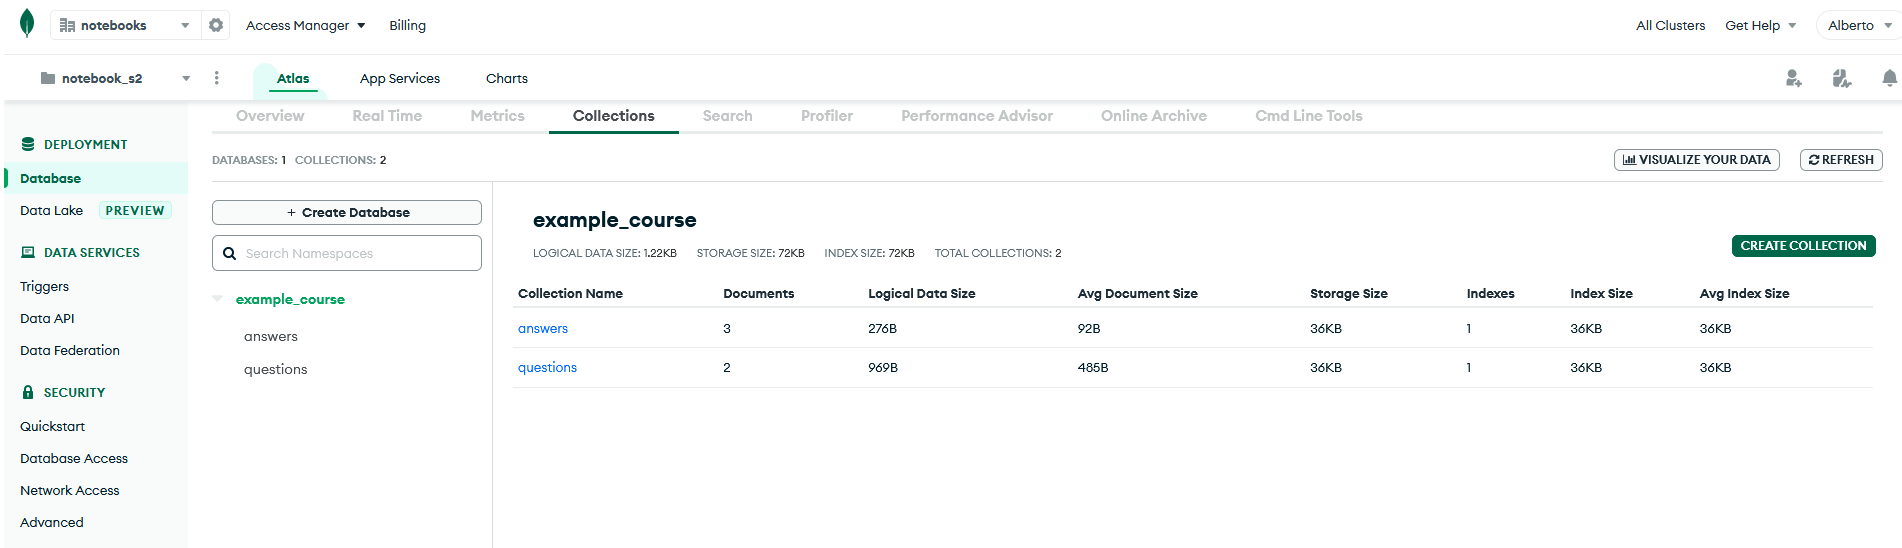 notebooks Access Manager Billing All Clusters Get Help Alberto
notebook_s2 Atlas App Services Charts
Overview Real Time Metrics Collections Search Profiler Performance Advisor Online Archive Cmd Line Tools
DEPLOYMENT
Database
Data Lake PREVIEW
DATA SERVICES
Triggers
Data API
Data Federation
SECURITY
Quickstart
Database Access
Network Access
Advanced
DATABASES: 1 COLLECTIONS: 2
VISUALIZE YOUR DATA REFRESH
+ Create Database
Search Namespaces
example_course
answers
questions
example_course
LOGICAL DATA SIZE: 1.22KB STORAGE SIZE: 72KB INDEX SIZE: 72KB TOTAL COLLECTIONS: 2
CREATE COLLECTION
Collection Name Documents Logical Data Size Avg Document Size Storage Size Indexes Index Size Avg Index Size
answers 3 276B 92B 36KB 1 36KB 36KB
questions 2 969B 485B 36KB 1 36KB 36KB